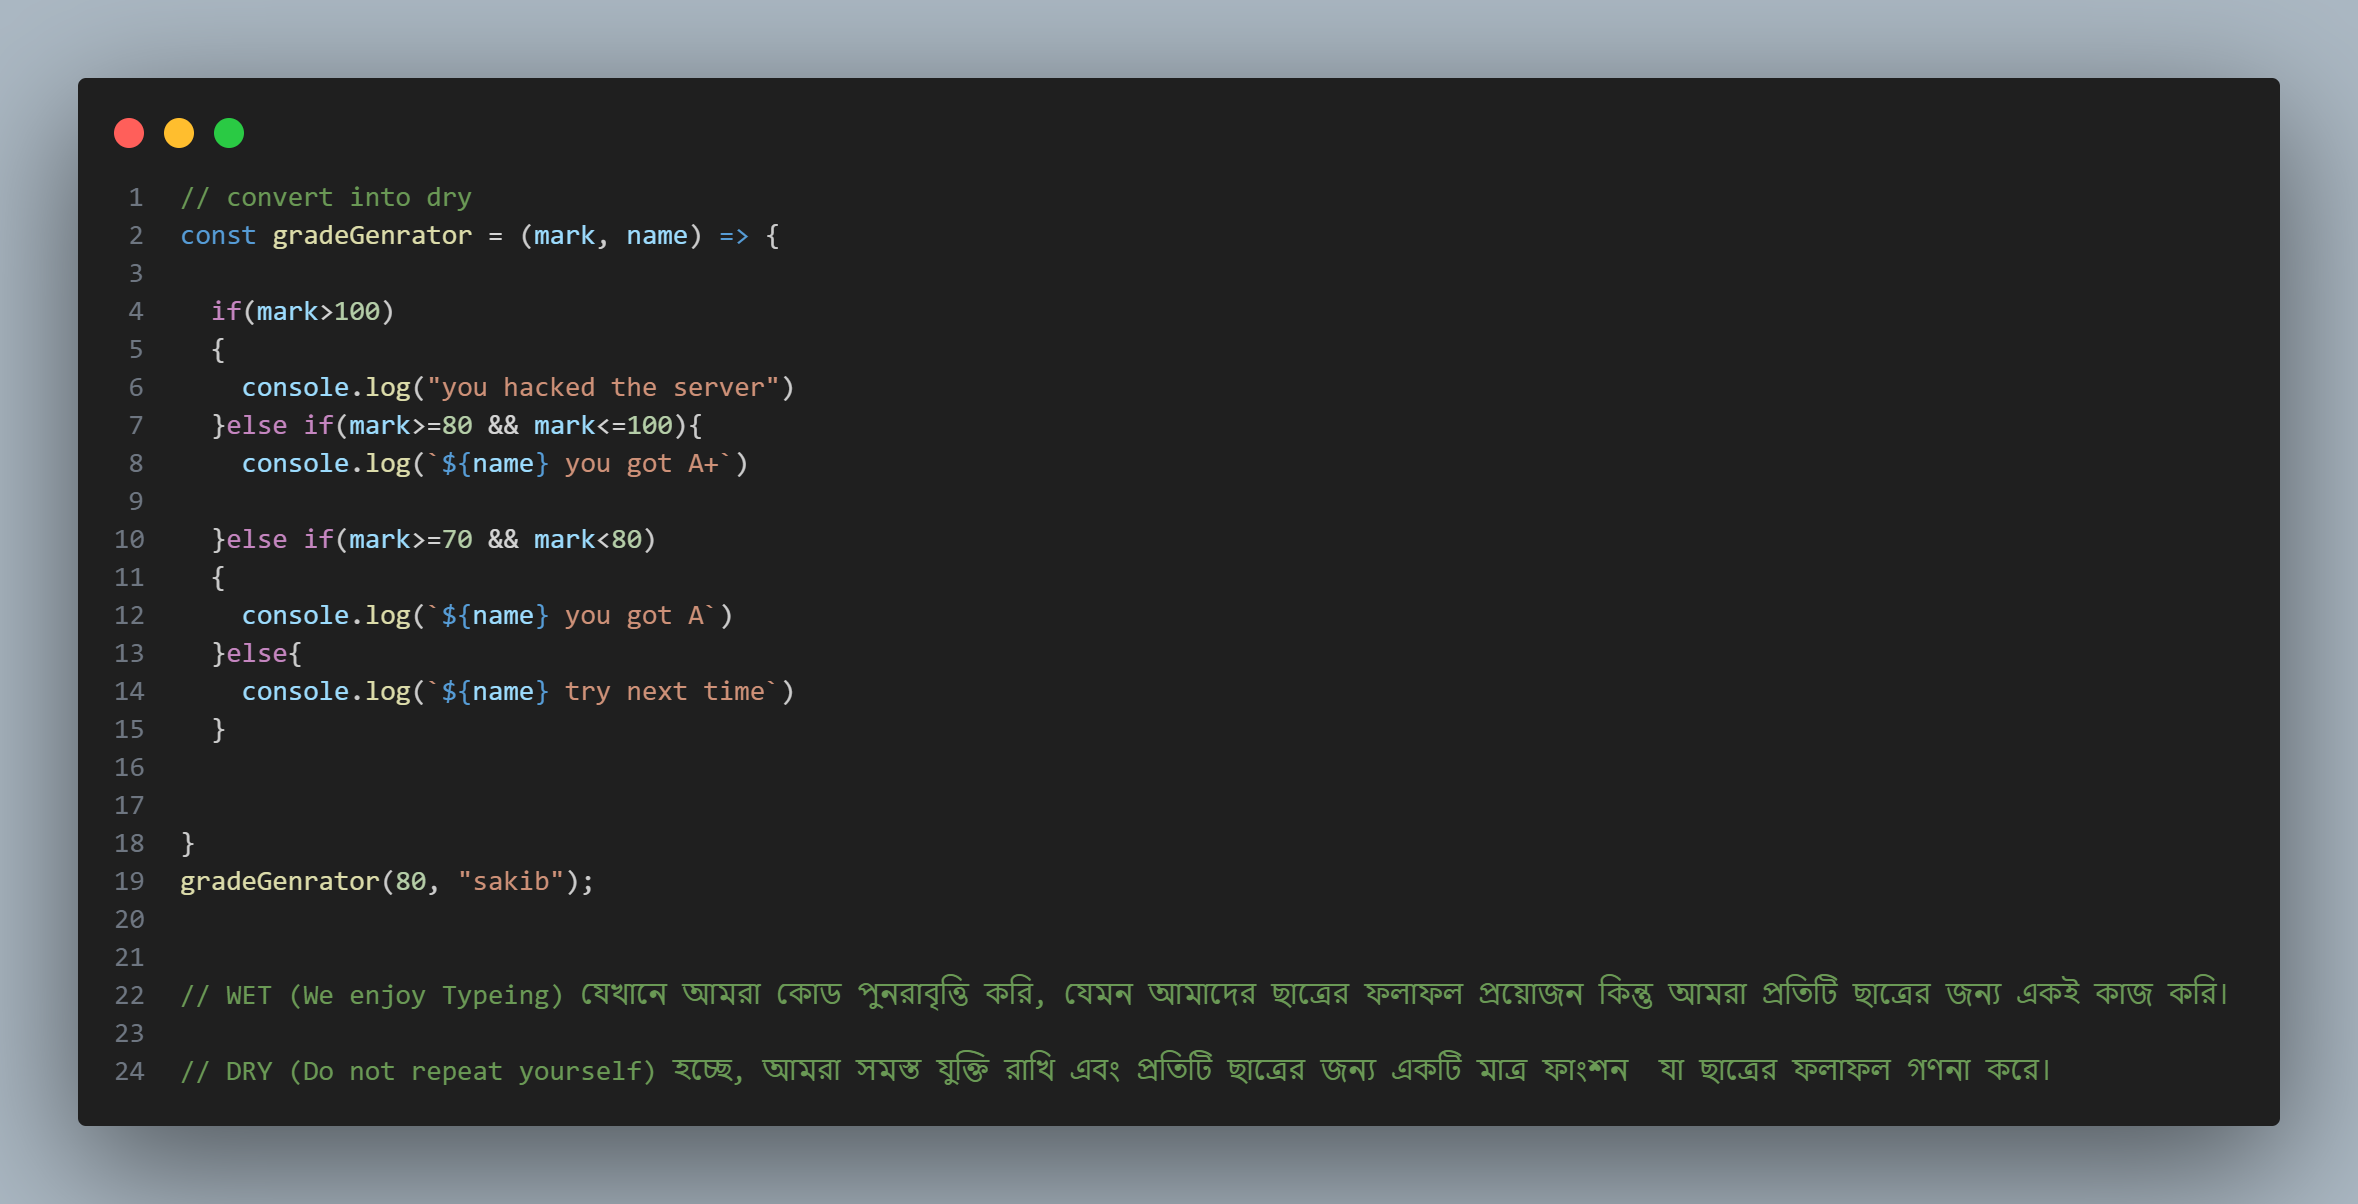 1 // convert into dry
2 const gradeGenrator = (mark, name) => {
3
4   if(mark>100)
5   {
6     console.log("you hacked the server")
7   }else if(mark>=80 && mark<=100){
8     console.log(`${name} you got A+`)
9
10   }else if(mark>=70 && mark<80)
11   {
12     console.log(`${name} you got A`)
13   }else{
14     console.log(`${name} try next time`)
15   }
16
17
18 }
19 gradeGenrator(80, "sakib");
20
21
22 // WET (We enjoy Typeing) যেখানে আমরা কোড পুনরাবৃত্তি করি, যেমন আমাদের ছাত্রের ফলাফল প্রয়োজন কিন্তু আমরা প্রতিটি ছাত্রের জন্য একই কাজ করি।
23
24 // DRY (Do not repeat yourself) হচ্ছে, আমরা সমস্ত যুক্তি রাখি এবং প্রতিটি ছাত্রের জন্য একটি মাত্র ফাংশন  যা ছাত্রের ফলাফল গণনা করে।